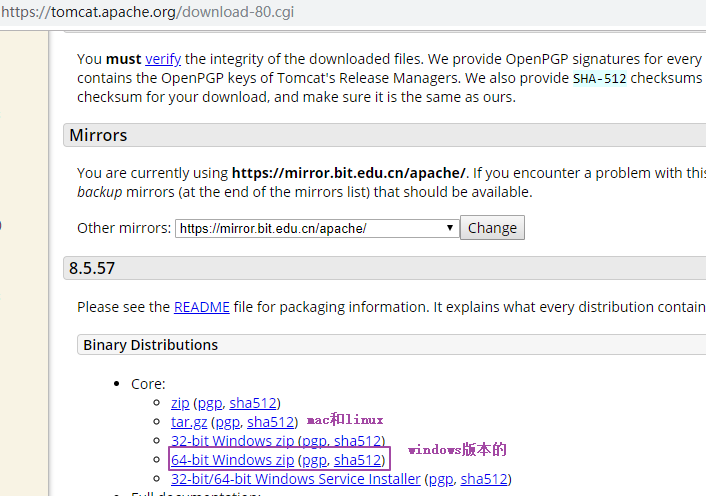 https://tomcat.apache.org/download-80.cgi
You must verify the integrity of the downloaded files. We provide OpenPGP signatures for every
contains the OpenPGP keys of Tomcat's Release Managers. We also provide SHA-512 checksums
checksum for your download, and make sure it is the same as ours.
Mirrors
You are currently using https://mirror.bit.edu.cn/apache/. If you encounter a problem with this
backup mirrors (at the end of the mirrors list) that should be available.
Other mirrors: https://mirror.bit.edu.cn/apache/ Change
8.5.57
Please see the README file for packaging information. It explains what every distribution contain
Binary Distributions
Core:
zip (pgp, sha512)
tar.gz (pgp, sha512) mac和linux
32-bit Windows zip (pgp, sha512)
64-bit Windows zip (pgp, sha512) windows版本的
32-bit/64-bit Windows Service Installer (pgp, sha512)